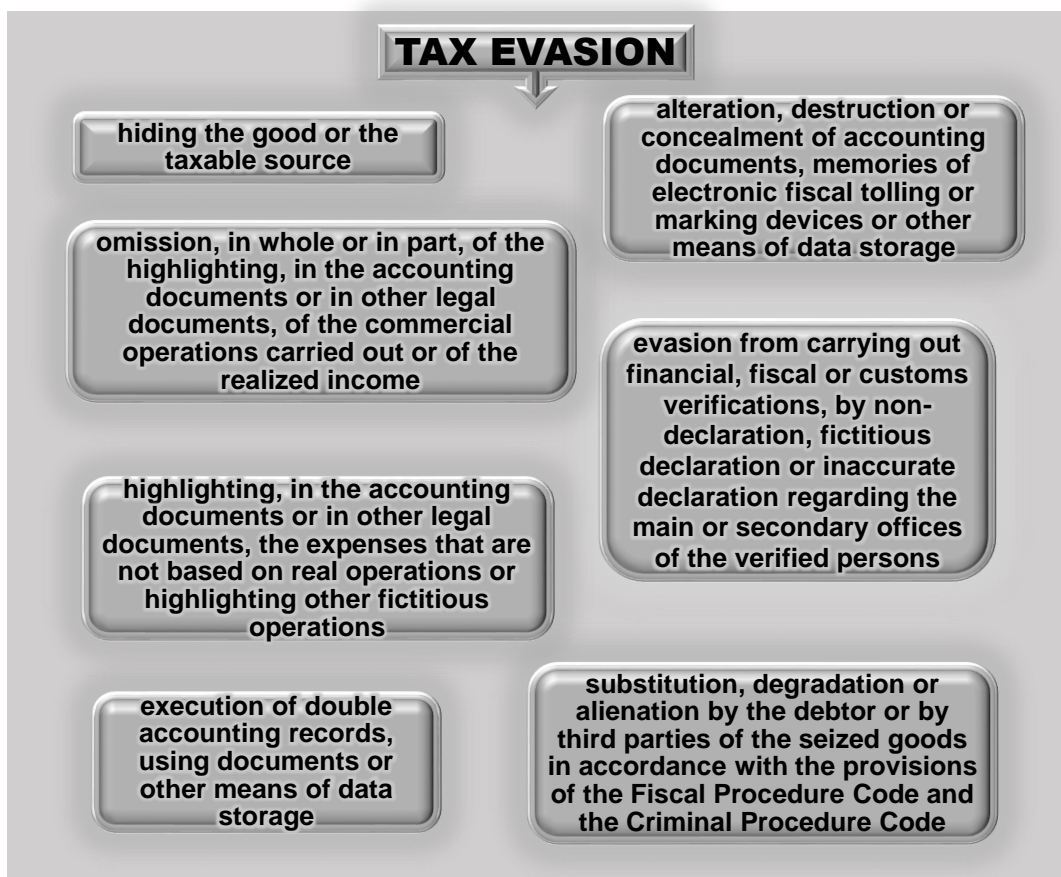 TAX EVASION
hiding the good or the
taxable source
omission, in whole or in part, of the
highlighting, in the accounting
documents or in other legal
documents, of the commercial
operations carried out or of the
realized income
highlighting, in the accounting
documents or in other legal
documents, the expenses that are
not based on real operations or
highlighting other fictitious
operations
execution of double
accounting records,
using documents or
other means of data
storage
alteration, destruction or
concealment of accounting
documents, memories of
electronic fiscal tolling or
marking devices or other
means of data storage
evasion from carrying out
financial, fiscal or customs
verifications, by non-
declaration, fictitious
declaration or inaccurate
declaration regarding the
main or secondary offices
of the verified persons
substitution, degradation or
alienation by the debtor or by
third parties of the seized goods
in accordance with the provisions
of the Fiscal Procedure Code and
the Criminal Procedure Code